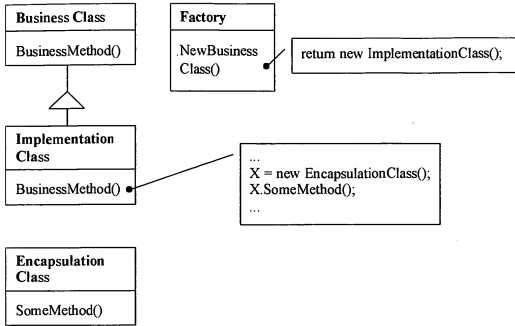 Business Class
BusinessMethod()
Factory
.NewBusiness
Class()
return new ImplementationClass();
Implementation
Class
BusinessMethod()
...
X = new EncapsulationClass();
X.SomeMethod();
...
Encapsulation
Class
SomeMethod()